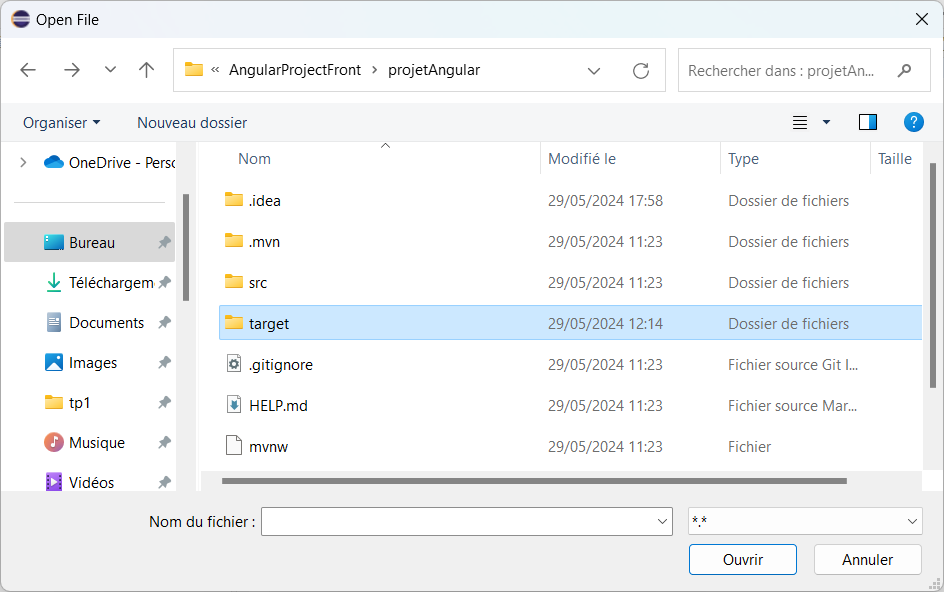 Open File
« AngularProjectFront > projetAngular
Rechercher dans : projetAn...
Organiser
Nouveau dossier
?
OneDrive - Perso
Bureau
Téléchargem
Documents
Images
tp1
Musique
Vidéos
Nom Modifié le Type Taille
.idea 29/05/2024 17:58 Dossier de fichiers
.mvn 29/05/2024 11:23 Dossier de fichiers
src 29/05/2024 11:23 Dossier de fichiers
target 29/05/2024 12:14 Dossier de fichiers
.gitignore 29/05/2024 11:23 Fichier source Git I...
HELP.md 29/05/2024 11:23 Fichier source Mar...
mvnw 29/05/2024 11:23 Fichier
Nom du fichier :
*.*
Ouvrir
Annuler